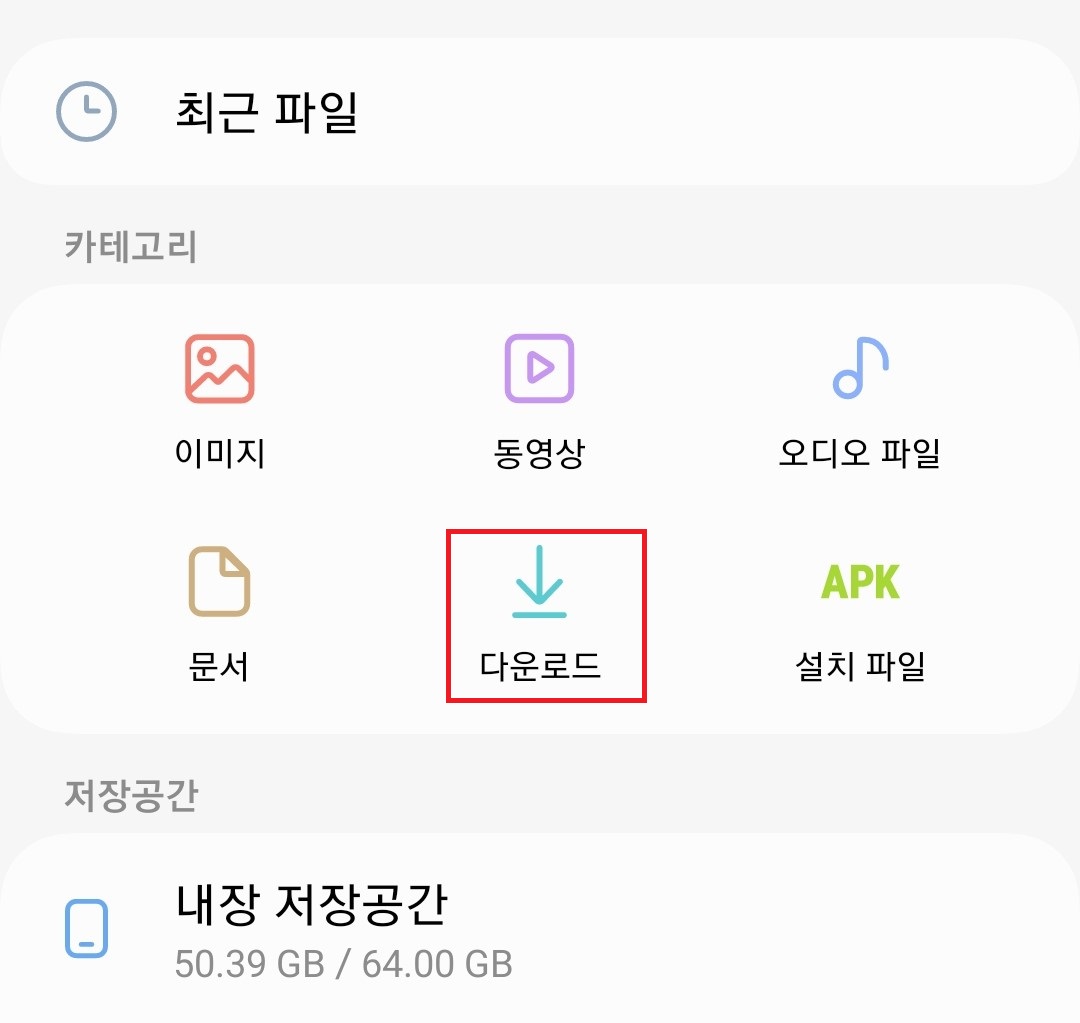 최근 파일
카테고리
이미지
동영상
오디오 파일
문서
다운로드
APK
설치 파일
저장공간
내장 저장공간
50.39 GB / 64.00 GB